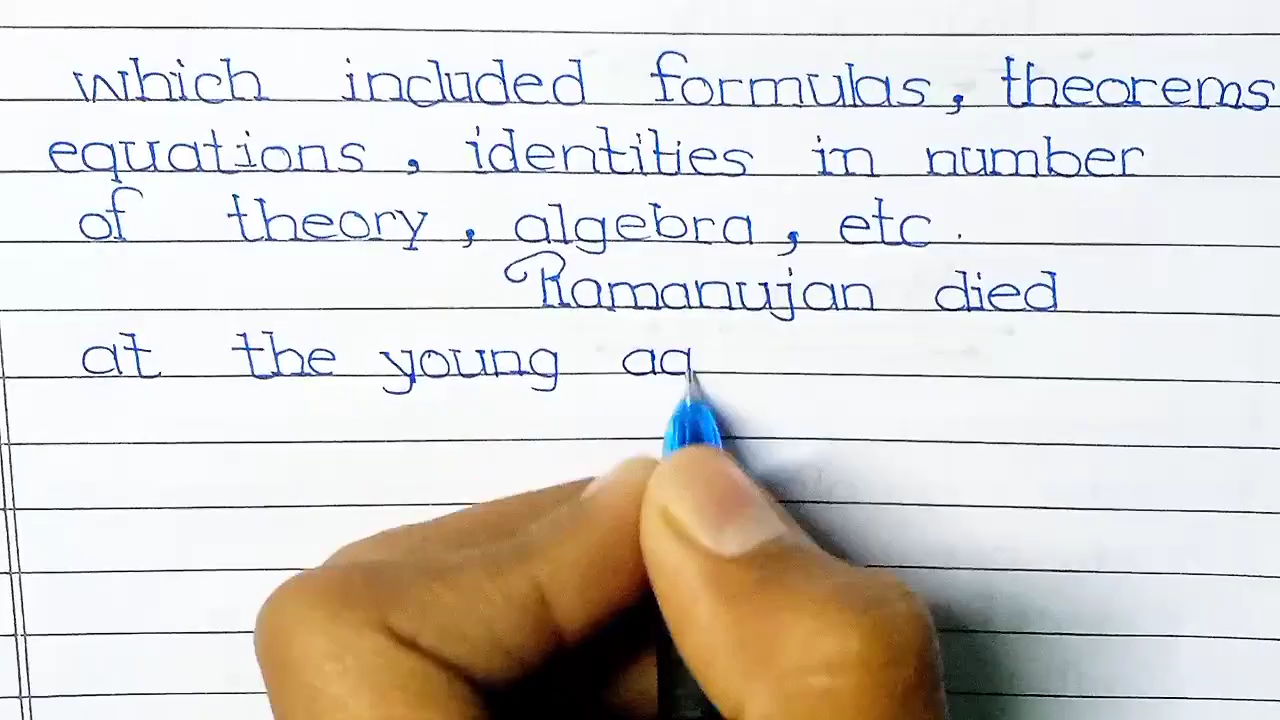 which included formulas, theorems
equations, identities in number
of theory, algebra, etc.
Ramanujan died
at the young